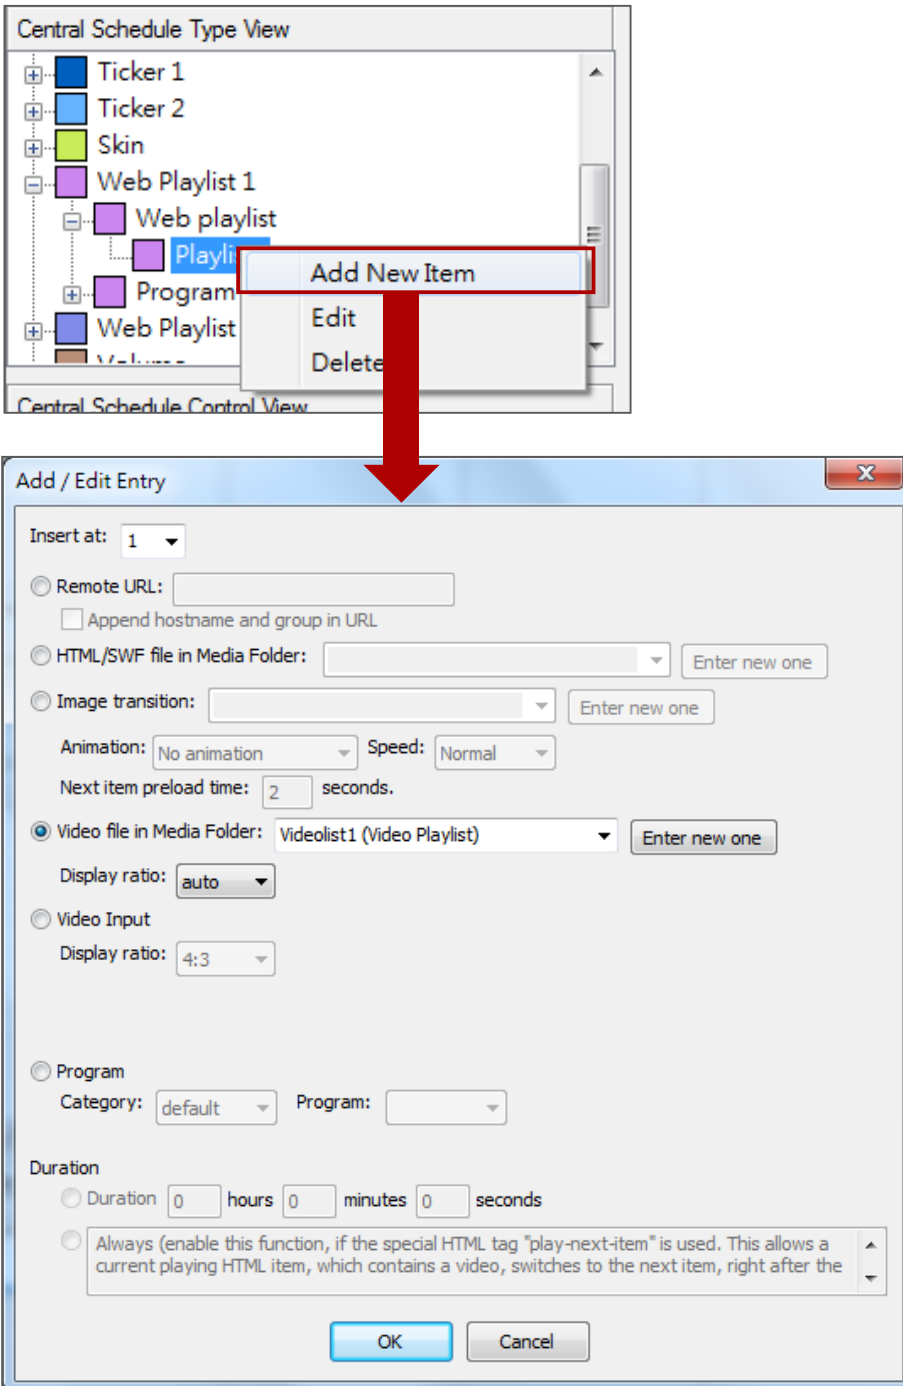 Central Schedule Type View
Ticker 1
Ticker 2
Skin
Web Playlist 1
Web playlist
Add New Item
Program
Edit
Web Playlist
Delete
Volume
Central Schedule Control View
Add / Edit Entry
Insert at: 1
Remote URL:
Append hostname and group in URL
HTML/SWF file in Media Folder: Enter new one
Image transition: Enter new one
Animation: No animation Speed: Normal
Next item preload time: 2 seconds.
Video file in Media Folder: Videolist1 (Video Playlist) Enter new one
Display ratio: auto
Video Input
Display ratio: 4:3
Program
Category: default Program:
Duration
Duration 0 hours 0 minutes 0 seconds
Always (enable this function, if the special HTML tag "play-next-item" is used. This allows a
current playing HTML item, which contains a video, switches to the next item, right after the
OK Cancel